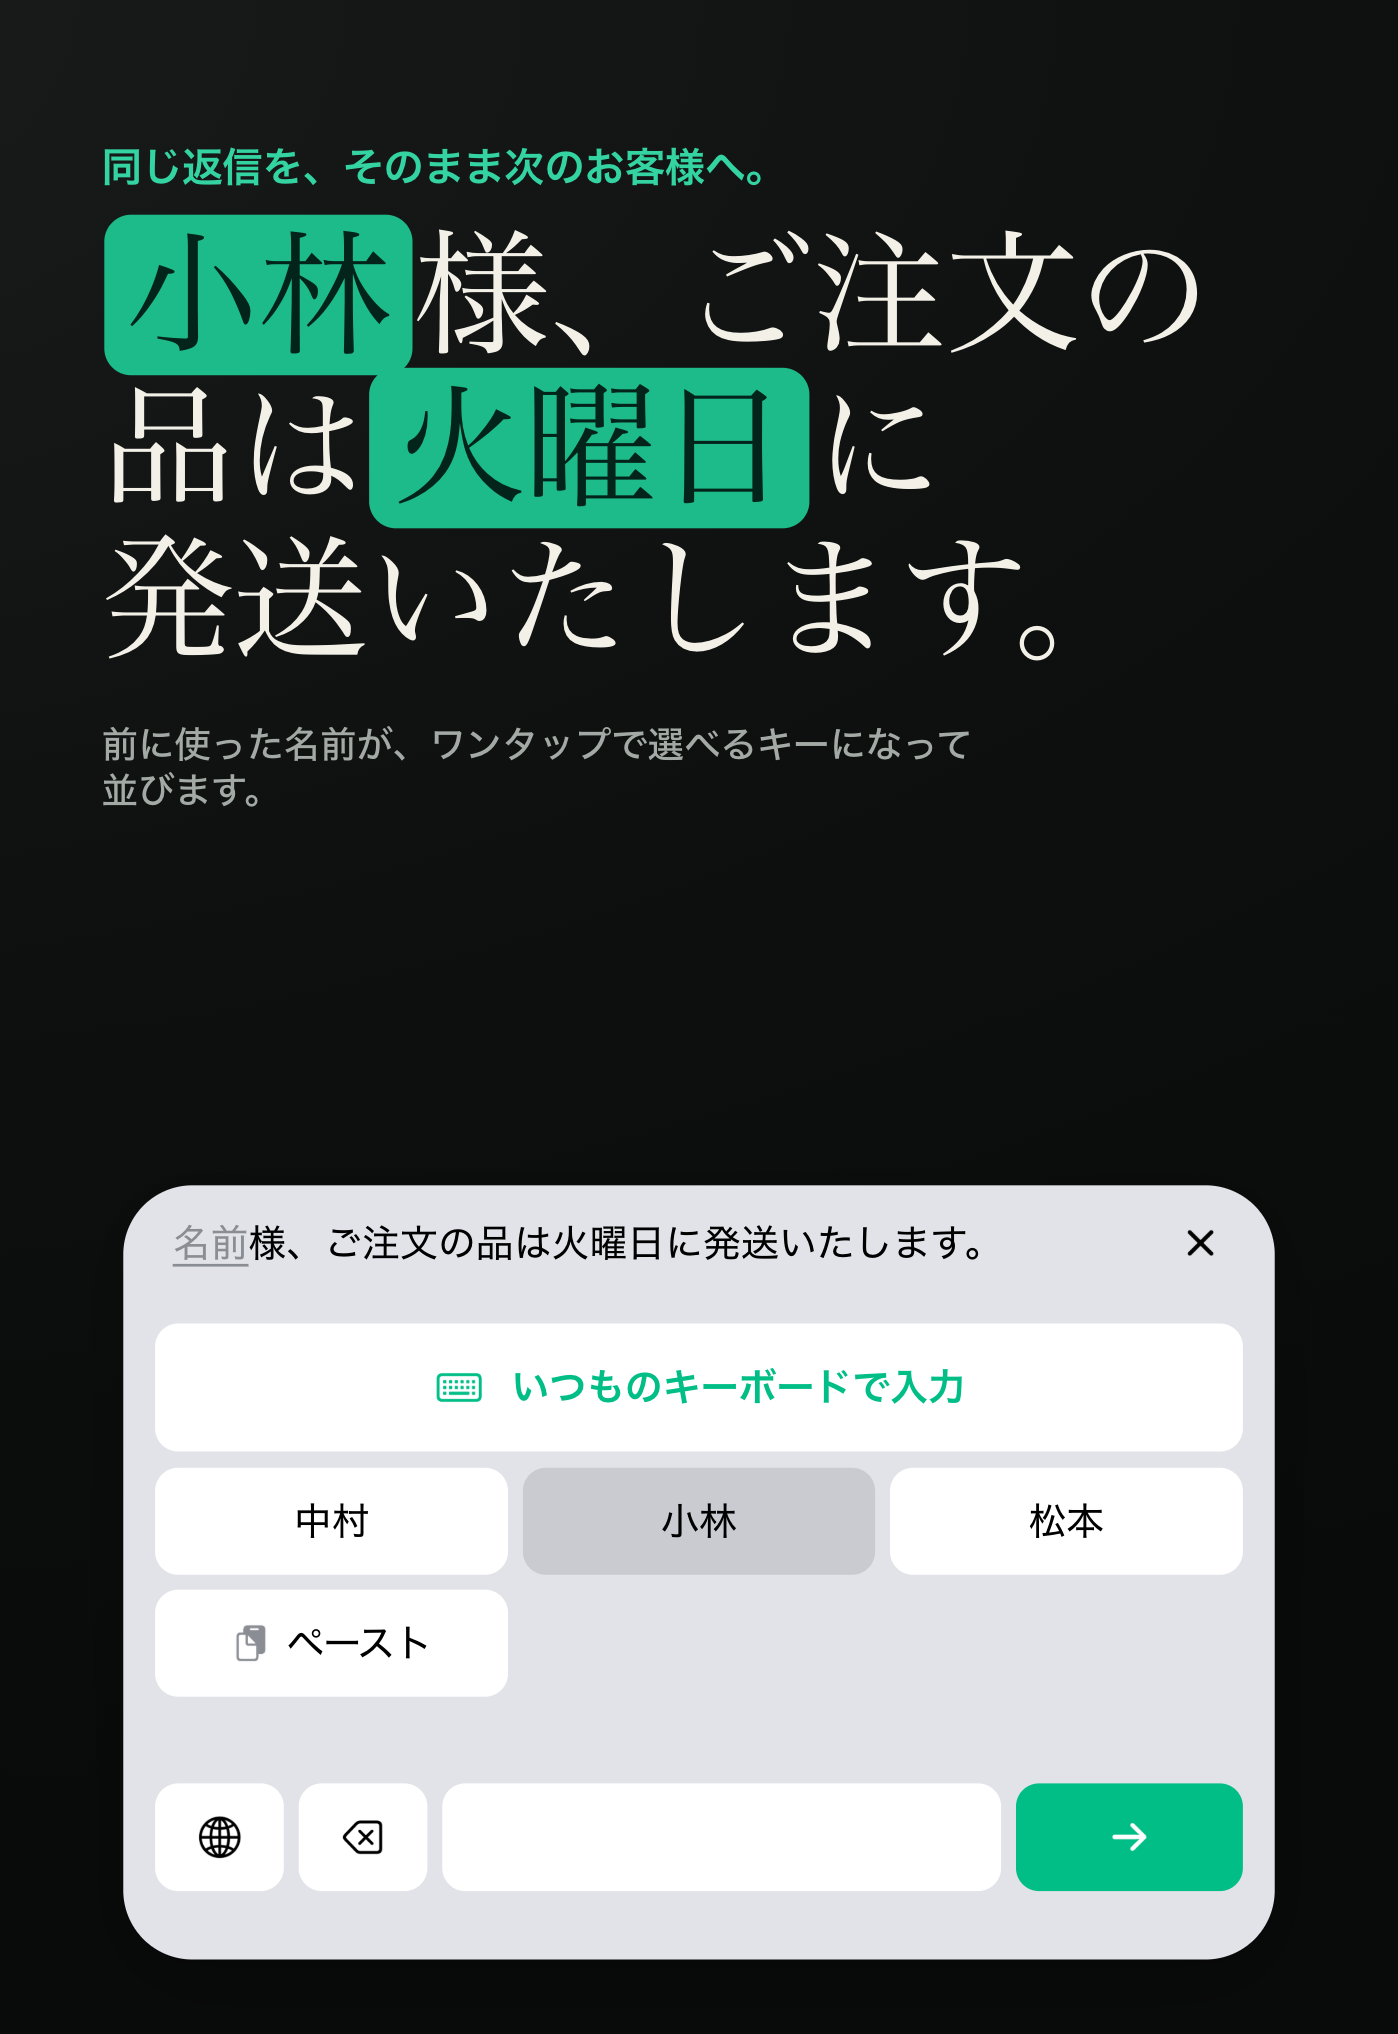 同じ返信を、そのまま次のお客様へ。
小林様、ご注文の
品は火曜日に
発送いたします。
前に使った名前が、ワンタップで選べるキーになって
並びます。
名前様、ご注文の品は火曜日に発送いたします。
いつものキーボードで入力
中村
小林
松本
ペースト